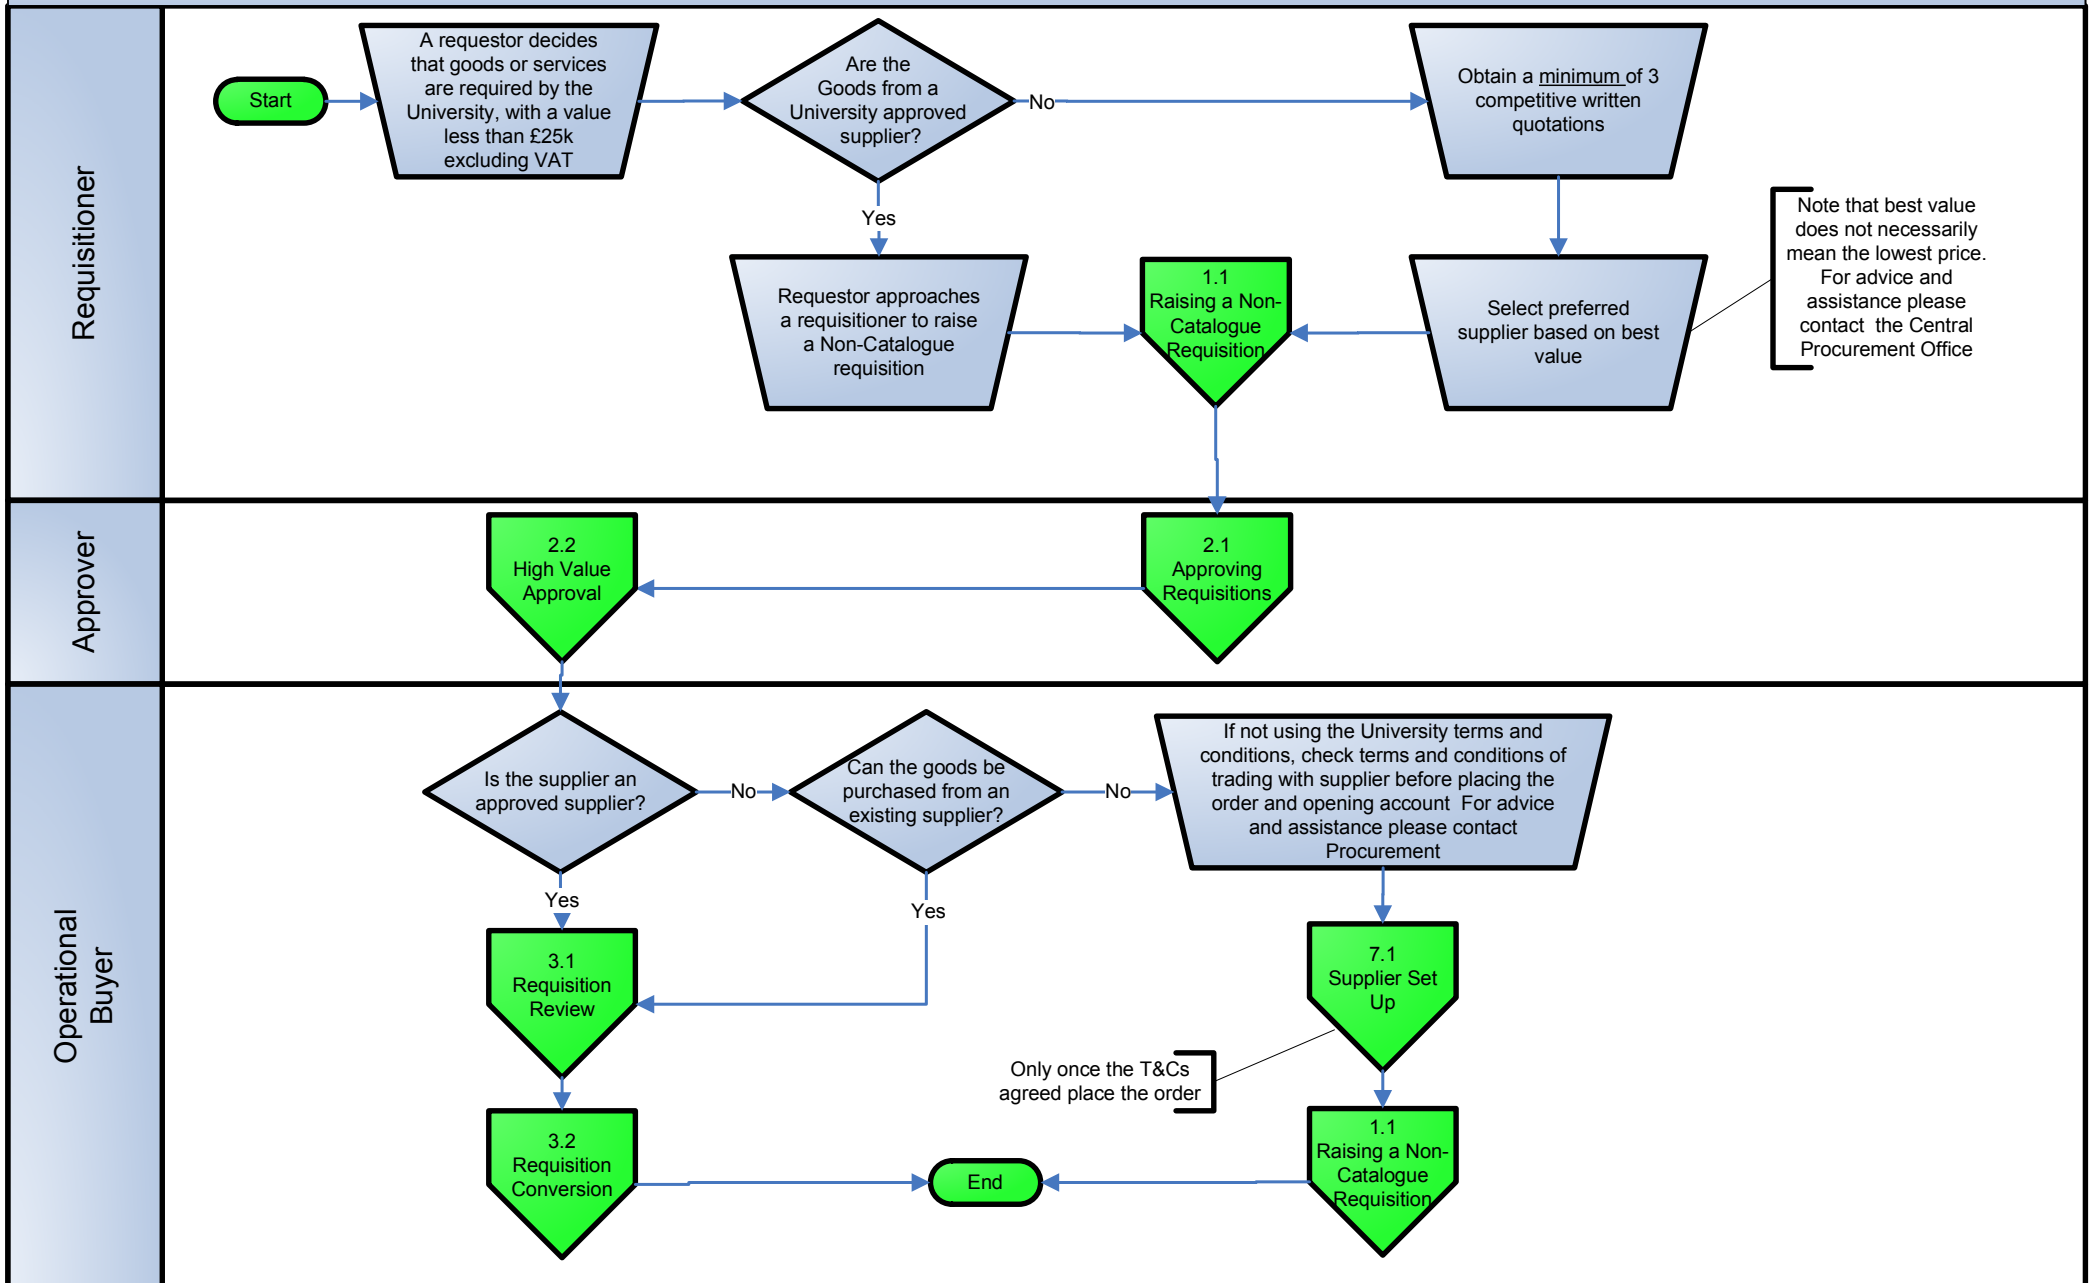 Requisitioner
Start
A requestor decides
that goods or services
are required by the
University, with a value
less than £25k
excluding VAT
Are the
Goods from a
University approved
supplier?
No
Obtain a minimum of 3
competitive written
quotations
Yes
Requestor approaches
a requisitioner to raise
a Non-Catalogue
requisition
1.1
Raising a Non-
Catalogue
Requisition
Select preferred
supplier based on best
value
Note that best value
does not necessarily
mean the lowest price.
For advice and
assistance please
contact the Central
Procurement Office
Approver
2.2
High Value
Approval
2.1
Approving
Requisitions
Operational
Buyer
Is the supplier an
approved supplier?
No
Can the goods be
purchased from an
existing supplier?
No
If not using the University terms and
conditions, check terms and conditions of
trading with supplier before placing the
order and opening account For advice
and assistance please contact
Procurement
Yes
Yes
3.1
Requisition
Review
7.1
Supplier Set
Up
Only once the T&Cs
agreed place the order
3.2
Requisition
Conversion
End
1.1
Raising a Non-
Catalogue
Requisition